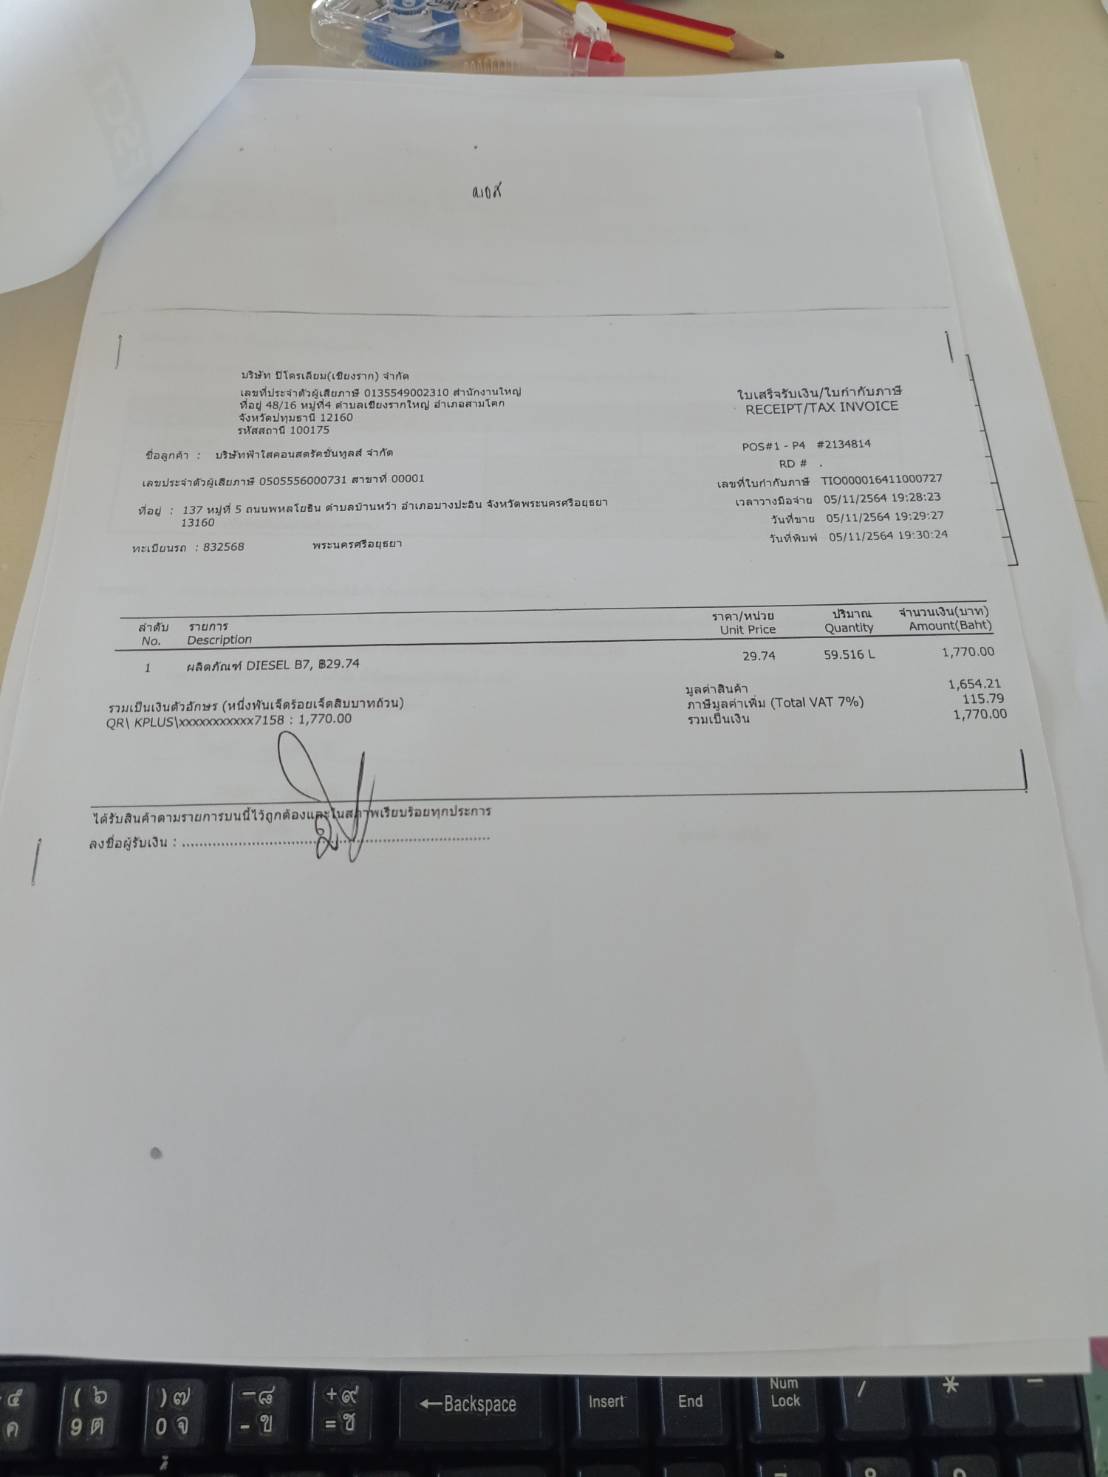 บริษัท ปิโตรเลียม(เชียงราก) จำกัด
เลขที่ประจำตัวผู้เสียภาษี 0135549002310 สำนักงานใหญ่
ที่อยู่ 48/16 หมู่ที่4 ตำบลเชียงรากใหญ่ อำเภอสามโคก
จังหวัดปทุมธานี 12160
รหัสสถานี 100175
ใบเสร็จรับเงิน/ใบกำกับภาษี
RECEIPT/TAX INVOICE
POS#1 - P4 #2134814
RD # .
ชื่อลูกค้า : บริษัทฟ้าใสคอนสตรัคชั่นทูลส์ จำกัด
เลขประจำตัวผู้เสียภาษี 0505556000731 สาขาที่ 00001
เลขที่ใบกำกับภาษี TIO000016411000727
เวลาวางมือจ่าย 05/11/2564 19:28:23
ที่อยู่ : 137 หมู่ที่ 5 ถนนพหลโยธิน ตำบลบ้านหว้า อำเภอบางปะอิน จังหวัดพระนครศรีอยุธยา
13160
วันที่ขาย 05/11/2564 19:29:27
วันที่พิมพ์ 05/11/2564 19:30:24
ทะเบียนรถ : 832568 พระนครศรีอยุธยา
ลำดับ รายการ ราคา/หน่วย ปริมาณ จำนวนเงิน(บาท)
No. Description Unit Price Quantity Amount(Baht)
1 ผลิตภัณฑ์ DIESEL B7, ฿29.74 29.74 59.516 L 1,770.00
มูลค่าสินค้า 1,654.21
ภาษีมูลค่าเพิ่ม (Total VAT 7%) 115.79
รวมเป็นเงิน 1,770.00
รวมเป็นเงินตัวอักษร (หนึ่งพันเจ็ดร้อยเจ็ดสิบบาทถ้วน)
QR\ KPLUS\xxxxxxxxxxx7158 : 1,770.00
ได้รับสินค้าตามรายการบนนี้ไว้ถูกต้องและในสภาพเรียบร้อยทุกประการ
ลงชื่อผู้รับเงิน :
( ๖ ) ๗ - ๘ + ๙
ค 9 ต 0 จ - ข = ช
←Backspace
Insert
End
Num
Lock
/
*